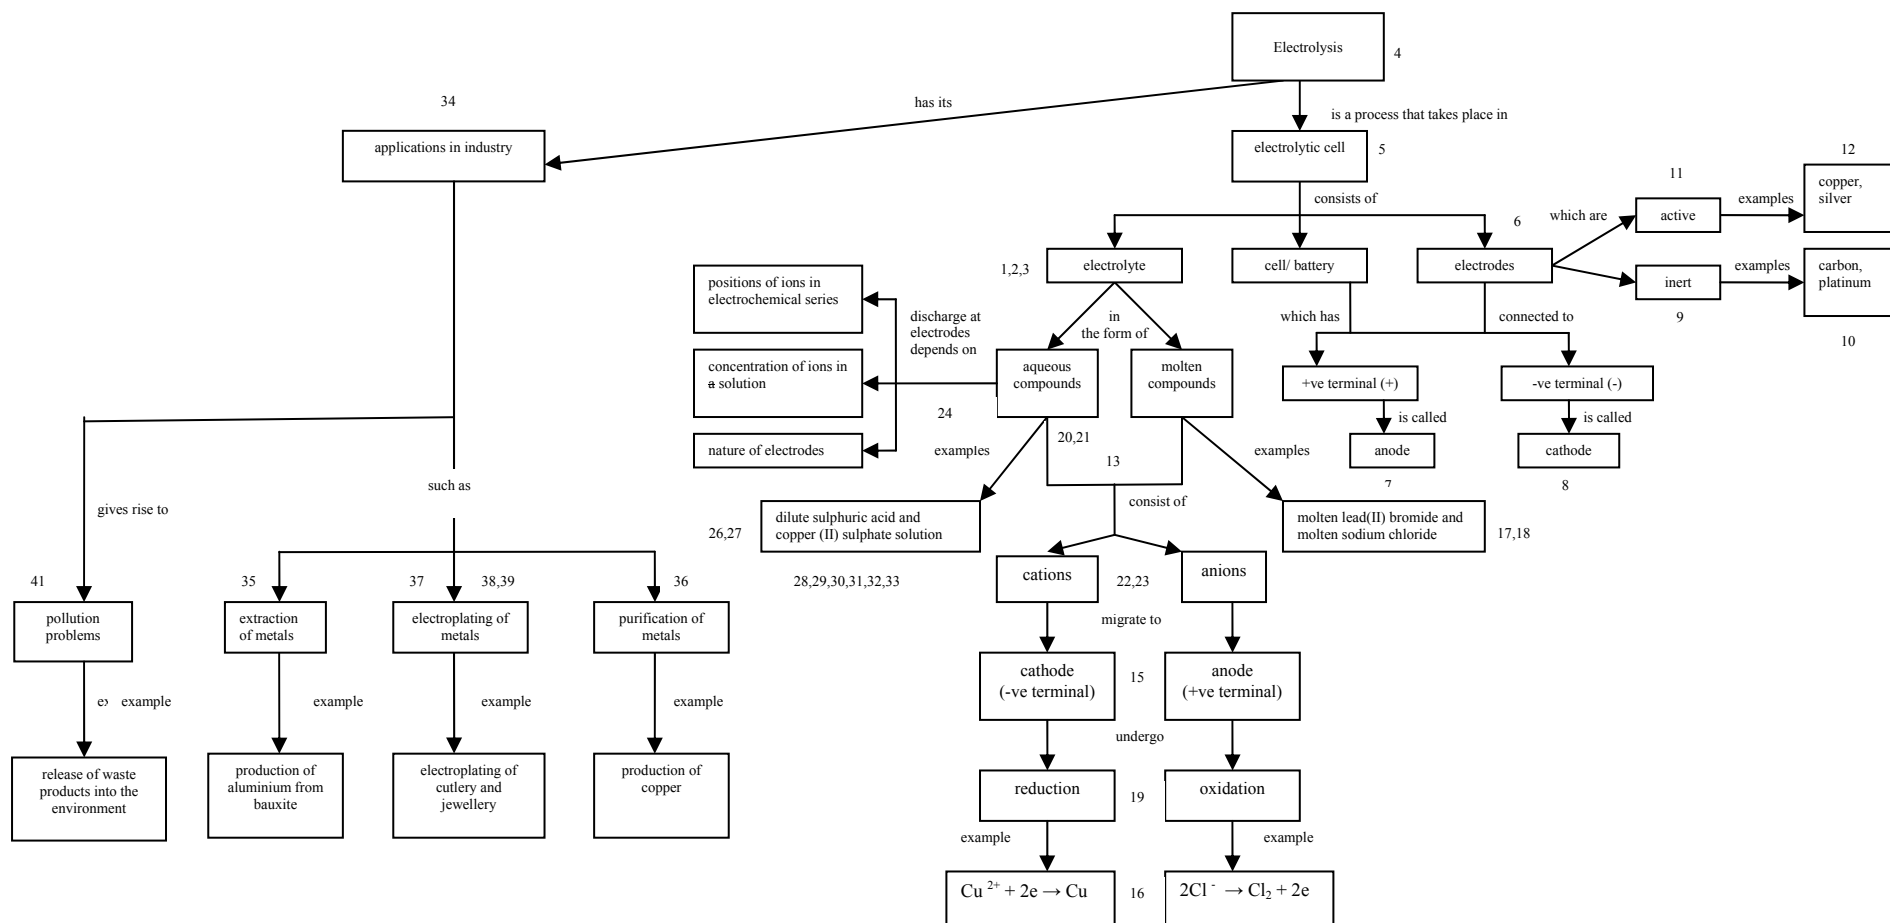 Electrolysis
4
34
has its
is a process that takes place in
applications in industry
electrolytic cell
5
12
copper,
silver
11
consists of
6
which are
active
examples
1,2,3
electrolyte
cell/ battery
electrodes
inert
examples
carbon,
platinum
9
10
positions of ions in
electrochemical series
discharge at
electrodes
depends on
in
the form of
which has
connected to
concentration of ions in
a solution
aqueous
compounds
molten
compounds
+ve terminal (+)
-ve terminal (-)
24
is called
is called
nature of electrodes
examples
20,21
13
examples
anode
cathode
7
8
such as
gives rise to
consist of
26,27
dilute sulphuric acid and
copper (II) sulphate solution
molten lead(II) bromide and
molten sodium chloride
17,18
28,29,30,31,32,33
cations
22,23
anions
41
35
37
38,39
36
pollution
problems
extraction
of metals
electroplating of
metals
purification of
metals
migrate to
cathode
(-ve terminal)
15
anode
(+ve terminal)
ex example
example
example
example
undergo
release of waste
products into the
environment
production of
aluminium from
bauxite
electroplating of
cutlery and
jewellery
production of
copper
reduction
19
oxidation
example
example
Cu ²⁺ + 2e → Cu
16
2Cl ⁻ → Cl₂ + 2e